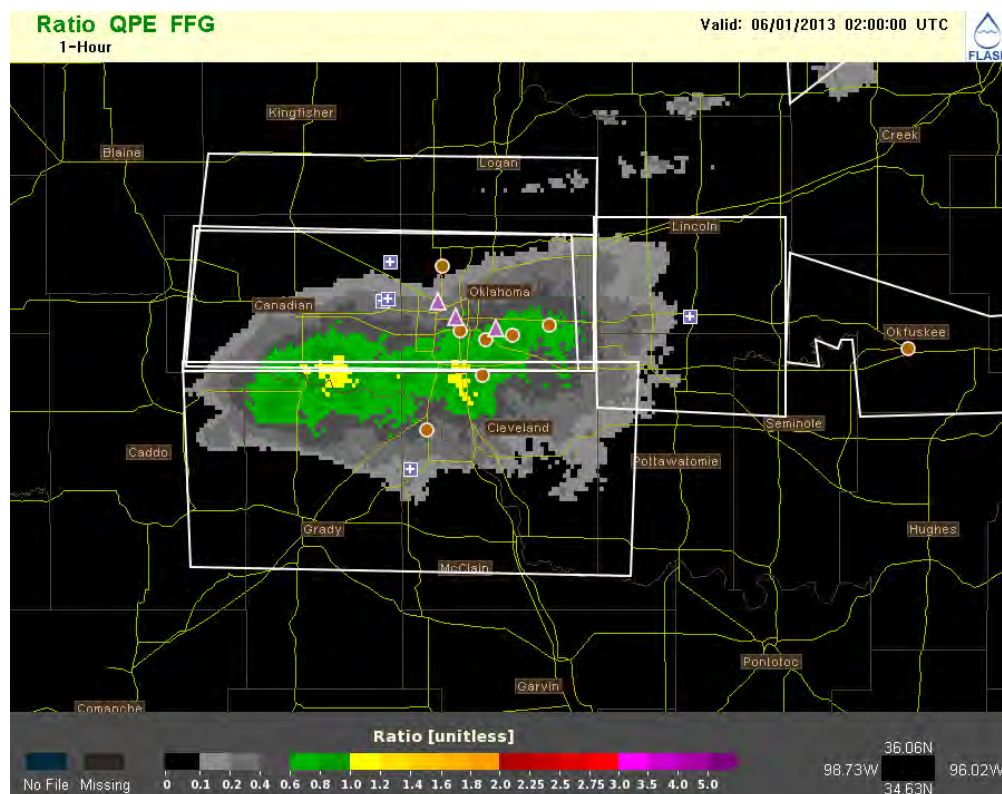 Ratio QPE FFG
1-Hour
Valid: 06/01/2013 02:00:00 UTC
FLASH
Kingfisher
Blaine
Creek
Logan
Lincoln
Canadian
Oklahoma
Okfuskee
Cleveland
Seminole
Caddo
Pottawatomie
Grady
Hughes
McClain
Pontotoc
Garvin
Comanche
Ratio [unitless]
No File Missing
0 0.1 0.2 0.4 0.6 0.8 1.0 1.2 1.4 1.6 1.8 2.0 2.25 2.5 2.75 3.0 3.5 4.0 5.0
36.06N
98.73W 96.02W
34.63N